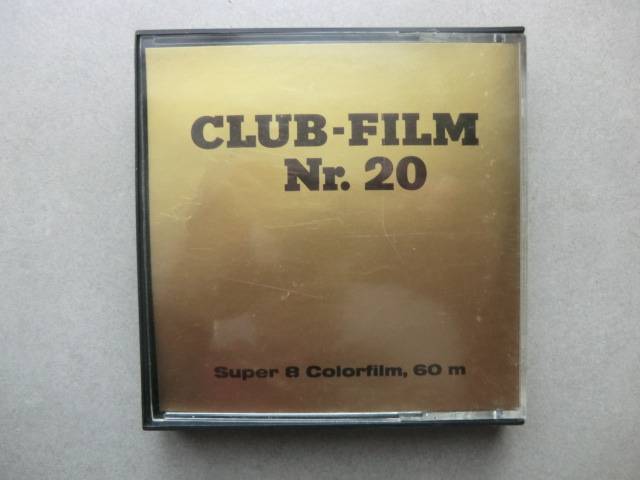 CLUB-FILM
Nr. 20
Super 8 Colorfilm, 60 m